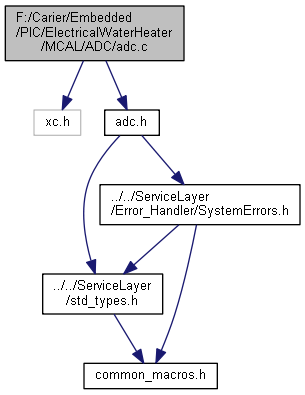 F:/Carier/Embedded
/PIC/ElectricalWaterHeater
/MCAL/ADC/adc.c
xc.h
adc.h
../../ServiceLayer
/Error_Handler/SystemErrors.h
../../ServiceLayer
/std_types.h
common_macros.h